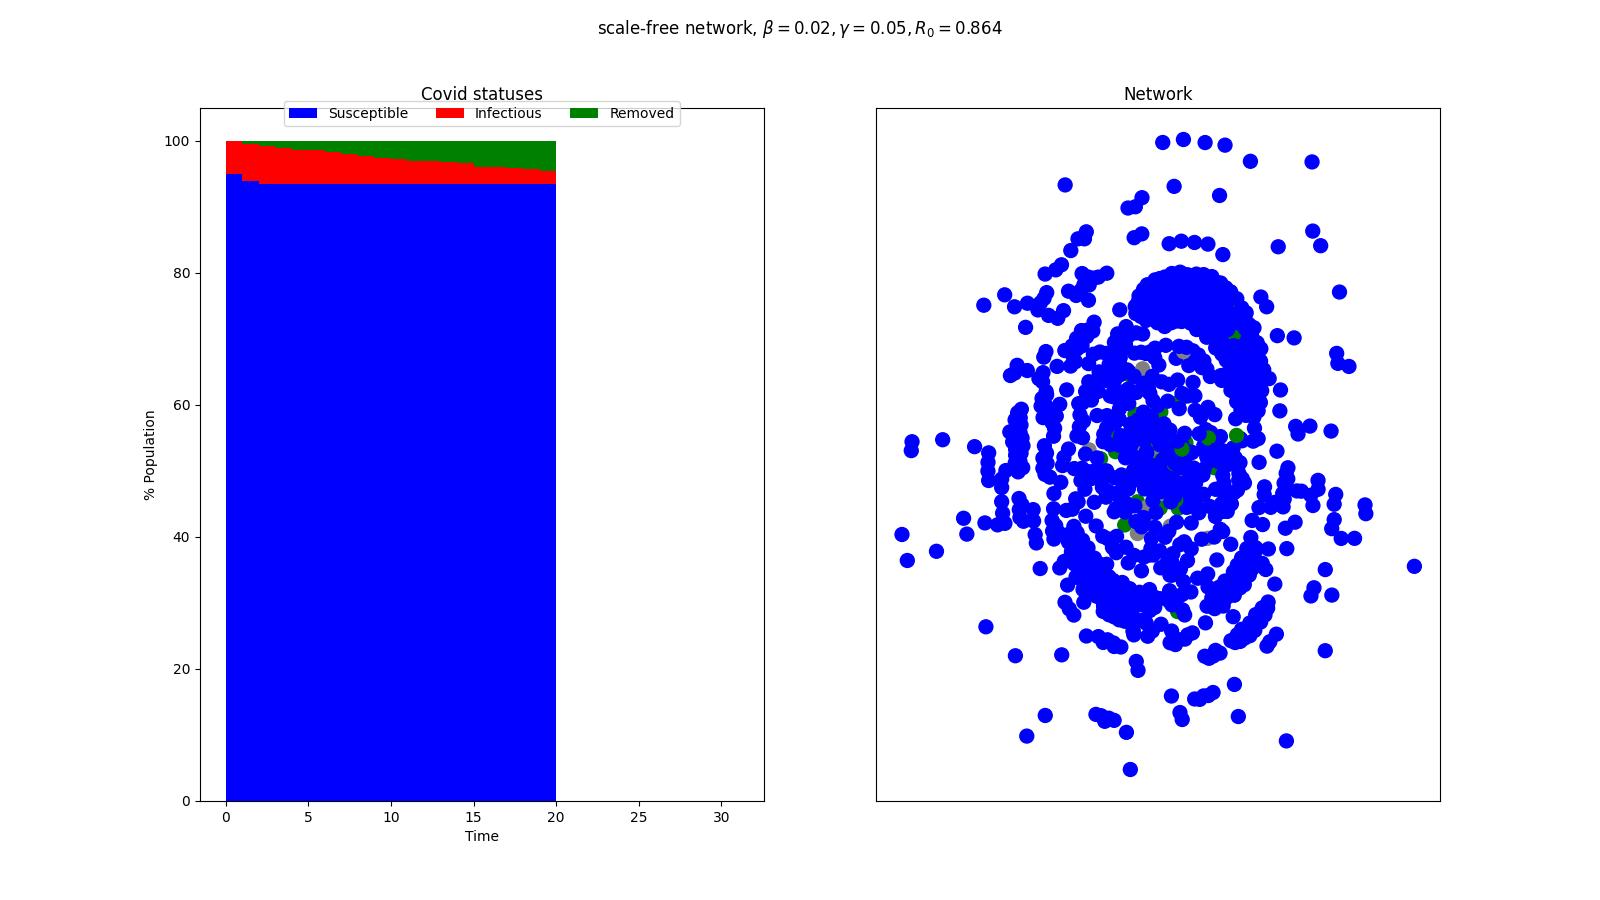 scale-free network, β = 0.02, γ = 0.05, R₀ = 0.864
Covid statuses
Susceptible Infectious Removed
100
80
60
40
20
0
% Population
0 5 10 15 20 25 30
Time
Network